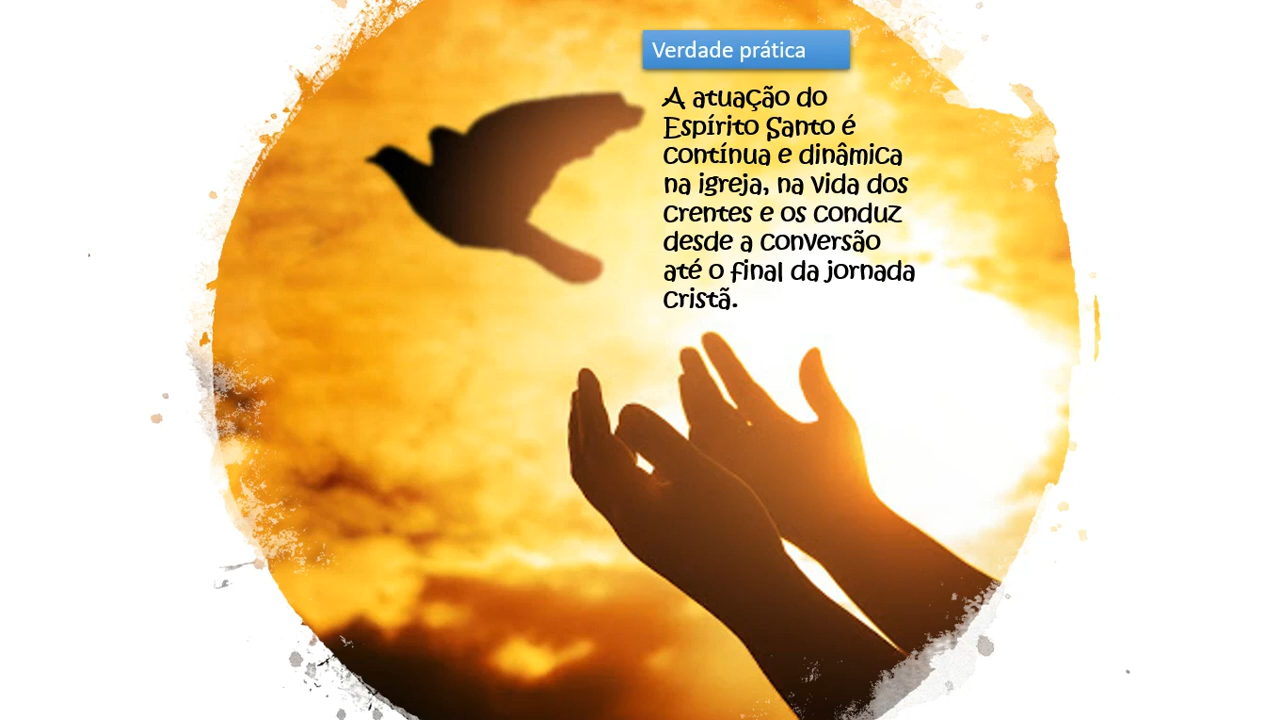 Verdade prática
A atuação do
Espírito Santo é
contínua e dinâmica
na igreja, na vida dos
crentes e os conduz
desde a conversão
até o final da jornada
cristã.